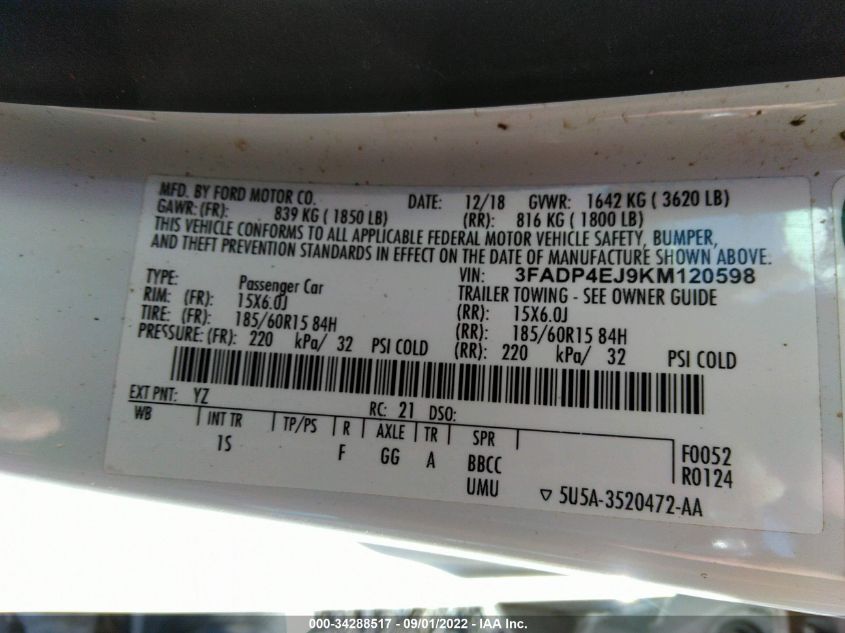 MFD. BY FORD MOTOR CO. DATE: 12/18 GVWR: 1642 KG ( 3620 LB)
GAWR: (FR): 839 KG ( 1850 LB) (RR): 816 KG ( 1800 LB)
THIS VEHICLE CONFORMS TO ALL APPLICABLE FEDERAL MOTOR VEHICLE SAFETY, BUMPER,
AND THEFT PREVENTION STANDARDS IN EFFECT ON THE DATE OF MANUFACTURE SHOWN ABOVE.
VIN: 3FADP4EJ9KM120598
TYPE: Passenger Car TRAILER TOWING - SEE OWNER GUIDE
RIM: (FR): 15X6.0J (RR): 15X6.0J
TIRE: (FR): 185/60R15 84H (RR): 185/60R15 84H
PRESSURE: (FR): 220 kPa/ 32 PSI COLD (RR): 220 kPa/ 32 PSI COLD
EXT PNT: YZ RC: 21 DSO:
WB INT TR TP/PS R AXLE TR SPR F0052
1S F GG A BBCC R0124
UMU ▽ 5U5A-3520472-AA
000-34288517 - 09/01/2022 - IAA Inc.